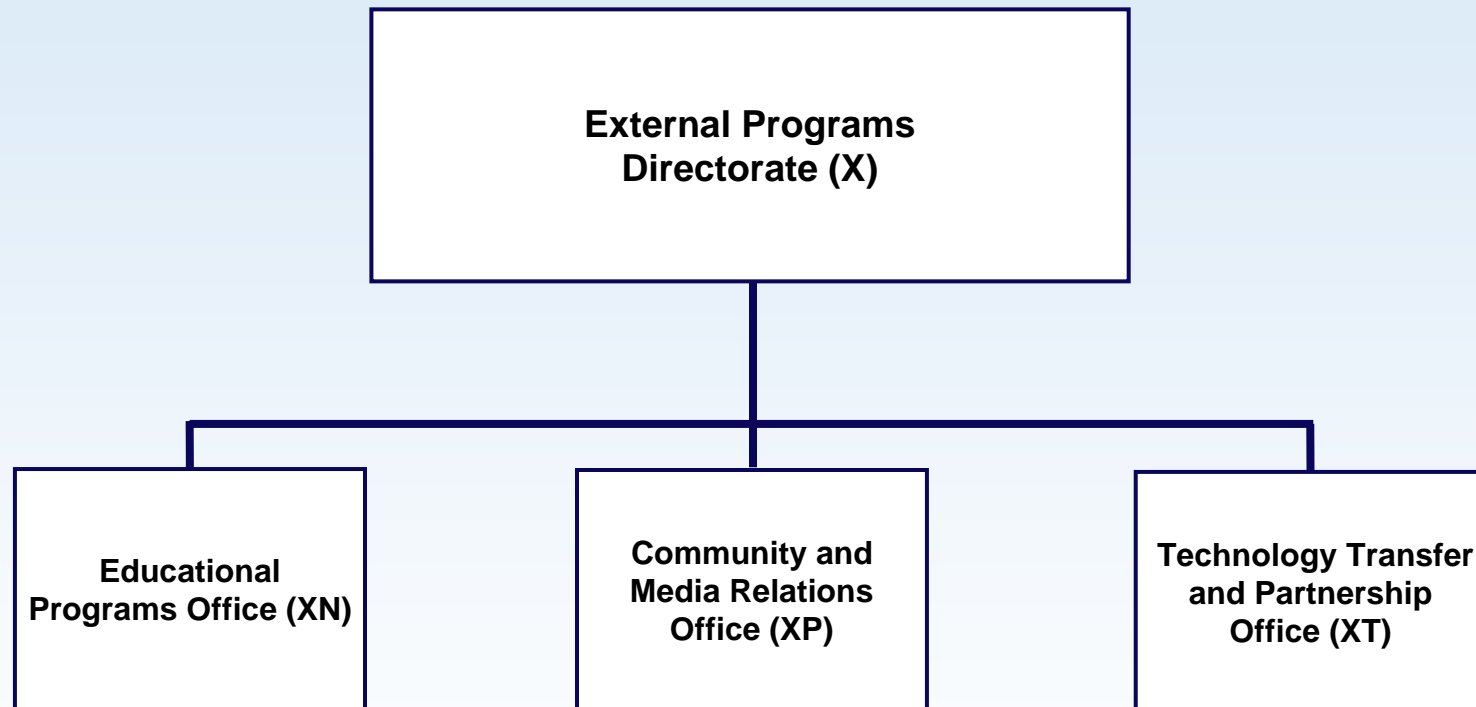 External Programs
Directorate (X)
Educational
Programs Office (XN)
Community and
Media Relations
Office (XP)
Technology Transfer
and Partnership
Office (XT)